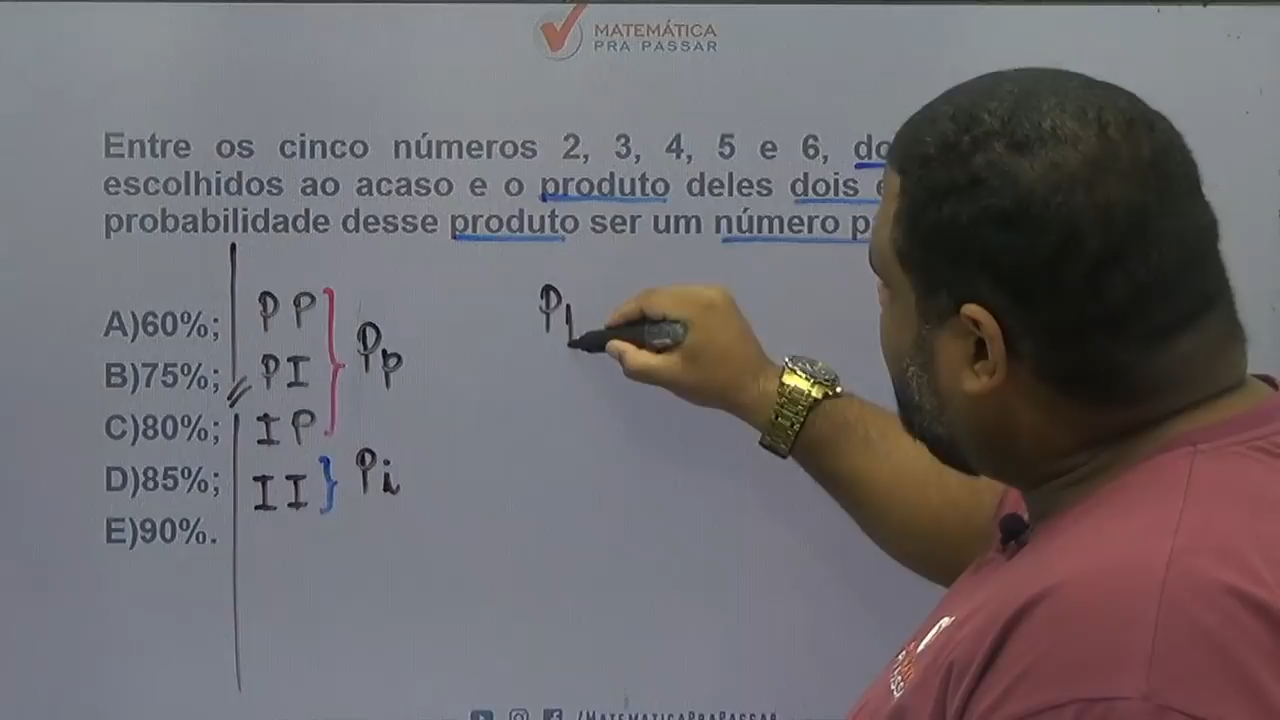 MATEMÁTICA
PRA PASSAR
Entre os cinco números 2, 3, 4, 5 e 6,
escolhidos ao acaso e o produto deles dois
probabilidade desse produto ser um número
A)60%;
B)75%;
C)80%;
D)85%;
E)90%.
P P
P I
I P
I I
Pp
Pi
P
/MATEMATICAPRAPASSAR